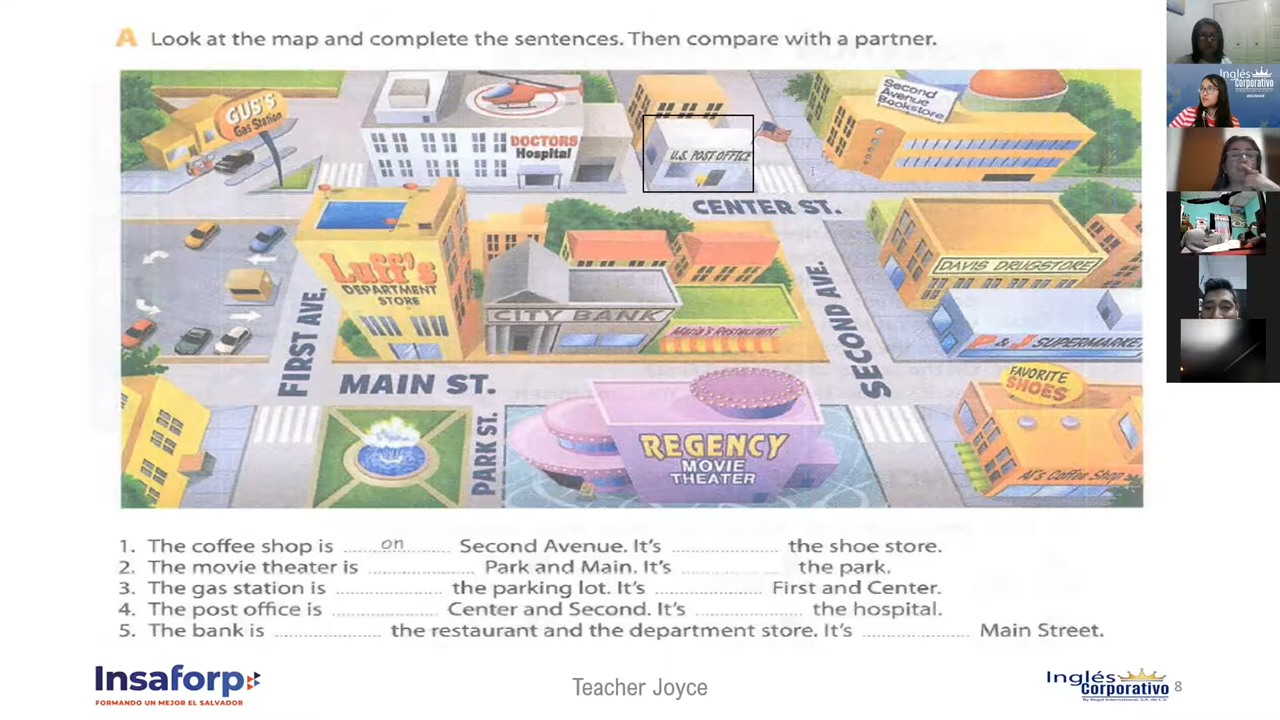 A Look at the map and complete the sentences. Then compare with a partner.
GUS'S
Gas Station
DOCTORS
Hospital
U.S. POST OFFICE
Second
Avenue
Bookstore
CENTER ST.
Luff's
DEPARTMENT
STORE
CITY BANK
Maria's Restaurant
DAVIS DRUGSTORE
P & J SUPERMARKET
FIRST AVE.
SECOND AVE.
MAIN ST.
PARK ST.
REGENCY
MOVIE
THEATER
FAVORITE
SHOES
Al's Coffee Shop
1. The coffee shop is ....on.... Second Avenue. It's .................... the shoe store.
2. The movie theater is .................... Park and Main. It's .................... the park.
3. The gas station is .................... the parking lot. It's .................... First and Center.
4. The post office is .................... Center and Second. It's .................... the hospital.
5. The bank is .................... the restaurant and the department store. It's .................... Main Street.
Insaforp
FORMANDO UN MEJOR EL SALVADOR
Teacher Joyce
Inglés
Corporativo
By Regal International, S.A. de C.V.
8
Inglés
Corporativo